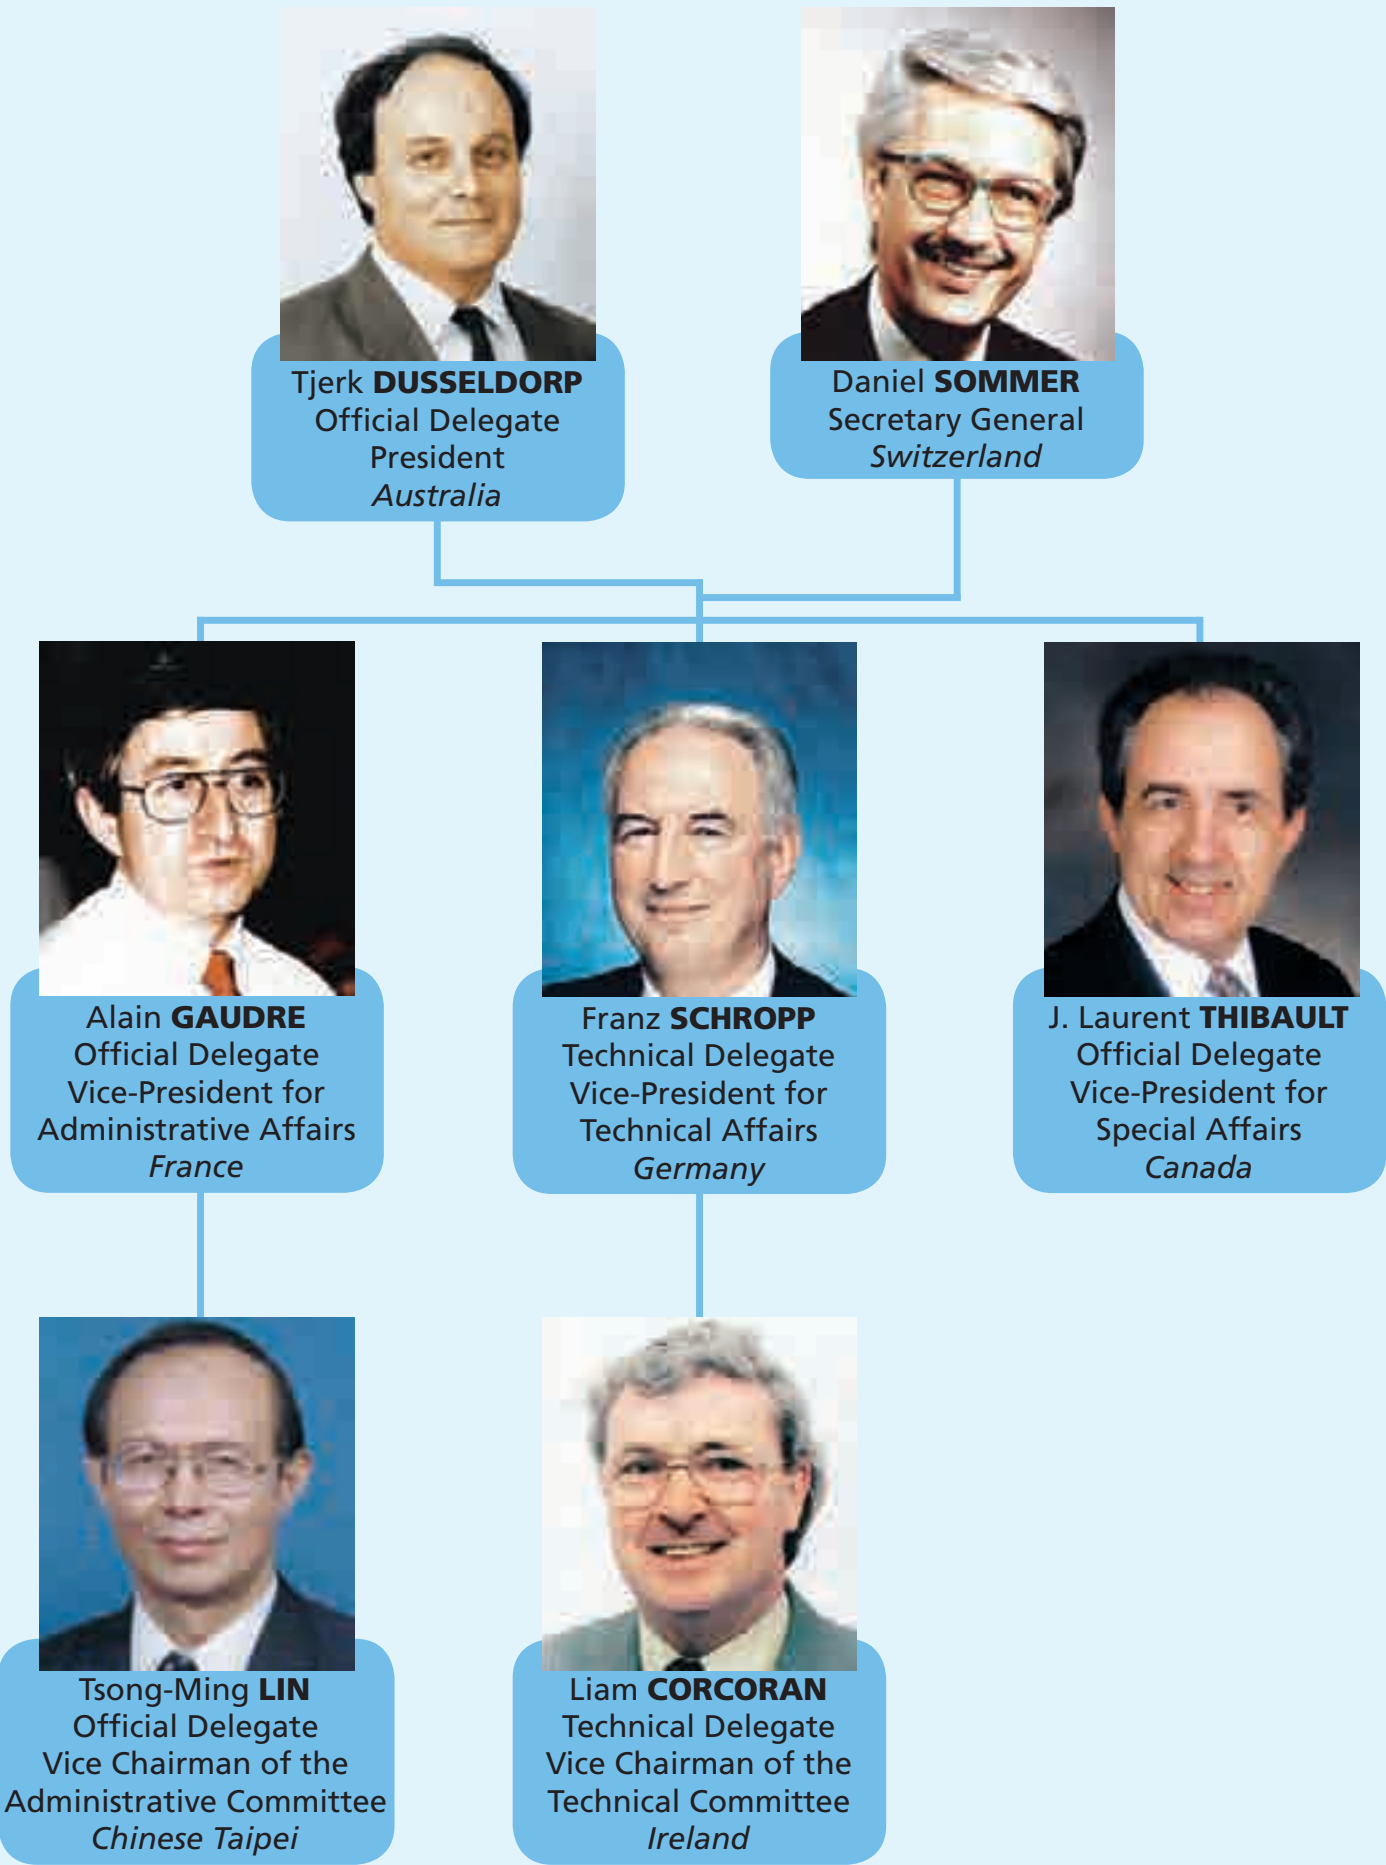 Tjerk DUSSELDORP
Official Delegate
President
Australia
Daniel SOMMER
Secretary General
Switzerland
Alain GAUDRE
Official Delegate
Vice-President for
Administrative Affairs
France
Franz SCHROPP
Technical Delegate
Vice-President for
Technical Affairs
Germany
J. Laurent THIBAULT
Official Delegate
Vice-President for
Special Affairs
Canada
Tsong-Ming LIN
Official Delegate
Vice Chairman of the
Administrative Committee
Chinese Taipei
Liam CORCORAN
Technical Delegate
Vice Chairman of the
Technical Committee
Ireland